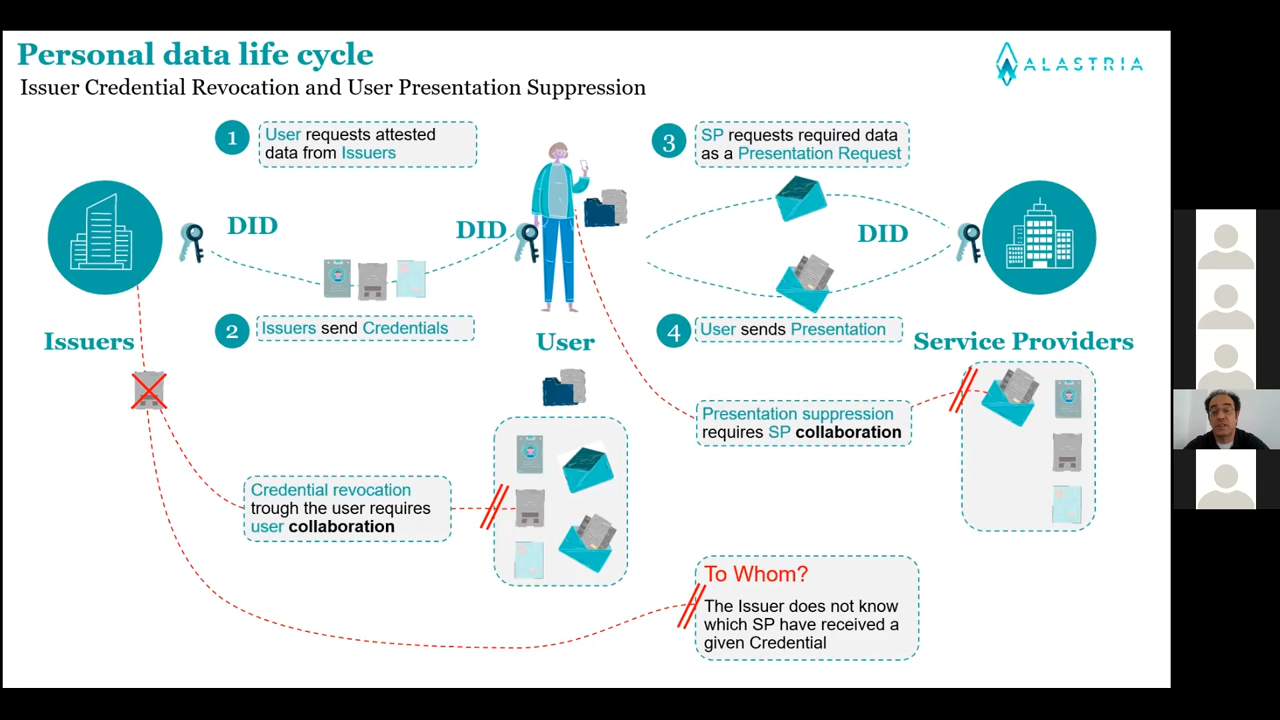 Personal data life cycle
Issuer Credential Revocation and User Presentation Suppression
ALASTRIA
1
User requests attested
data from Issuers
3
SP requests required data
as a Presentation Request
DID
DID
DID
2
Issuers send Credentials
4
User sends Presentation
Issuers
User
Service Providers
Presentation suppression
requires SP collaboration
Credential revocation
trough the user requires
user collaboration
To Whom?
The Issuer does not know
which SP have received a
given Credential